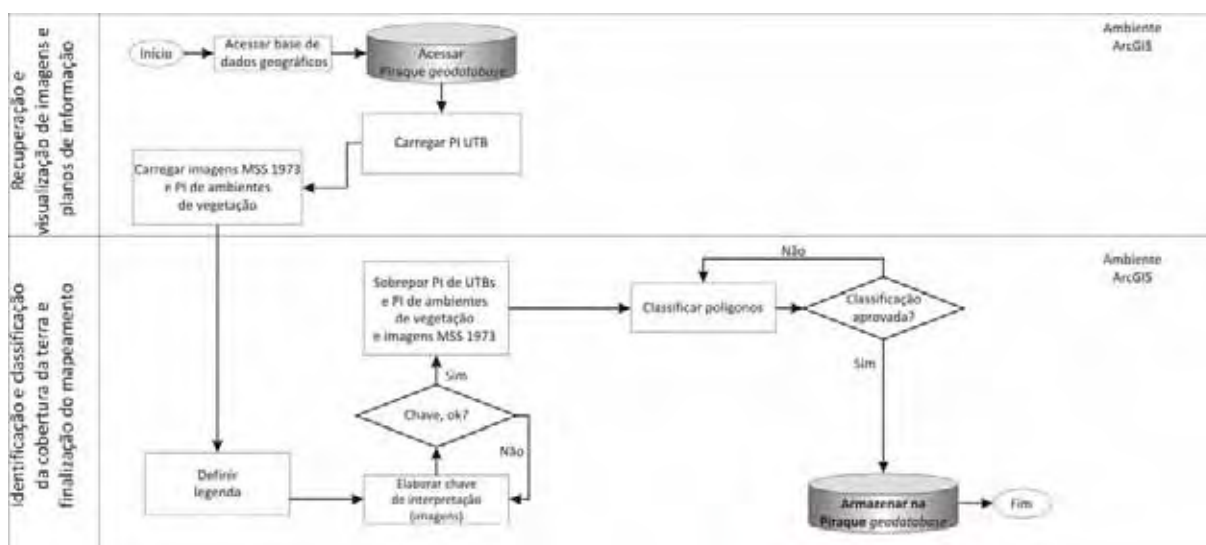 Recuperação e
visualização de imagens e
planos de informação
Início
Acessar base de
dados geográficos
Acessar
Piraque geodatabase
Ambiente
ArcGIS
Carregar PI UTB
Carregar imagens MSS 1973
e PI de ambientes
de vegetação
Identificação e classificação
da cobertura da terra e
finalização do mapeamento
Ambiente
ArcGIS
Sobrepor PI de UTBs
e PI de ambientes
de vegetação
e imagens MSS 1973
Classificar polígonos
Não
Classificação
aprovada?
Sim
Sim
Chave, ok?
Não
Definir
legenda
Elaborar chave
de interpretação
(imagens)
Armazenar na
Piraque geodatabase
Fim